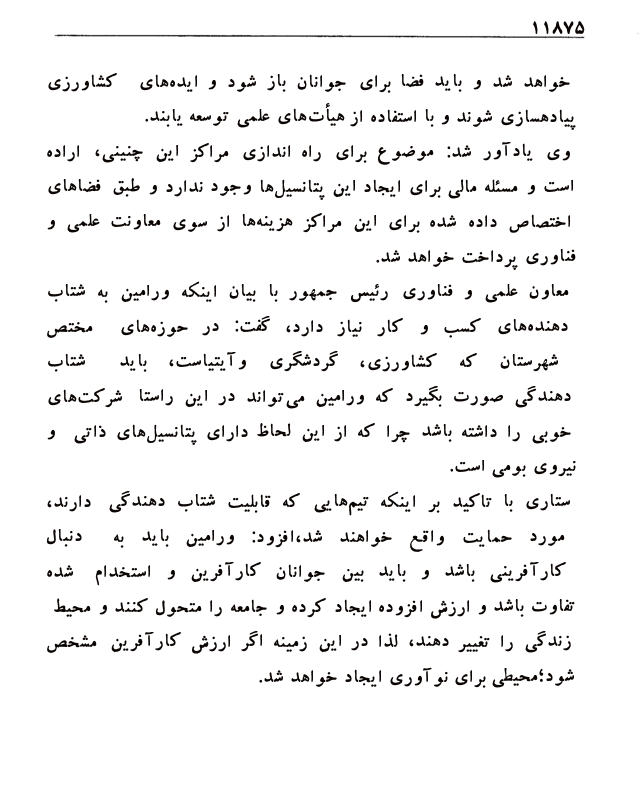 ۱۱۸۷۵
خواهد شد و باید فضا برای جوانان باز شود و ایده‌های کشاورزی
پیادهسازی شوند و با استفاده از هیأت‌های علمی توسعه یابند.
وی یادآور شد: موضوع برای راه اندازی مراکز این چنینی، اراده
است و مسئله مالی برای ایجاد این پتانسیل‌ها وجود ندارد و طبق فضاهای
اختصاص داده شده برای این مراکز هزینه‌ها از سوی معاونت علمی و
فناوری پرداخت خواهد شد.
معاون علمی و فناوری رئیس جمهور با بیان اینکه ورامین به شتاب
دهنده‌های کسب و کار نیاز دارد، گفت: در حوزه‌های مختص
شهرستان که کشاورزی، گردشگری وآیتیاست، باید شتاب
دهندگی صورت بگیرد که ورامین می‌تواند در این راستا شرکت‌های
خوبی را داشته باشد چرا که از این لحاظ دارای پتانسیل‌های ذاتی و
نیروی بومی است.
ستاری با تاکید بر اینکه تیم‌هایی که قابلیت شتاب دهندگی دارند،
مورد حمایت واقع خواهند شد،افزود: ورامین باید به دنبال
کارآفرینی باشد و باید بین جوانان کارآفرین و استخدام شده
تفاوت باشد و ارزش افزوده ایجاد کرده و جامعه را متحول کنند و محیط
زندگی را تغییر دهند، لذا در این زمینه اگر ارزش کارآفرین مشخص
شود؛محیطی برای نوآوری ایجاد خواهد شد.